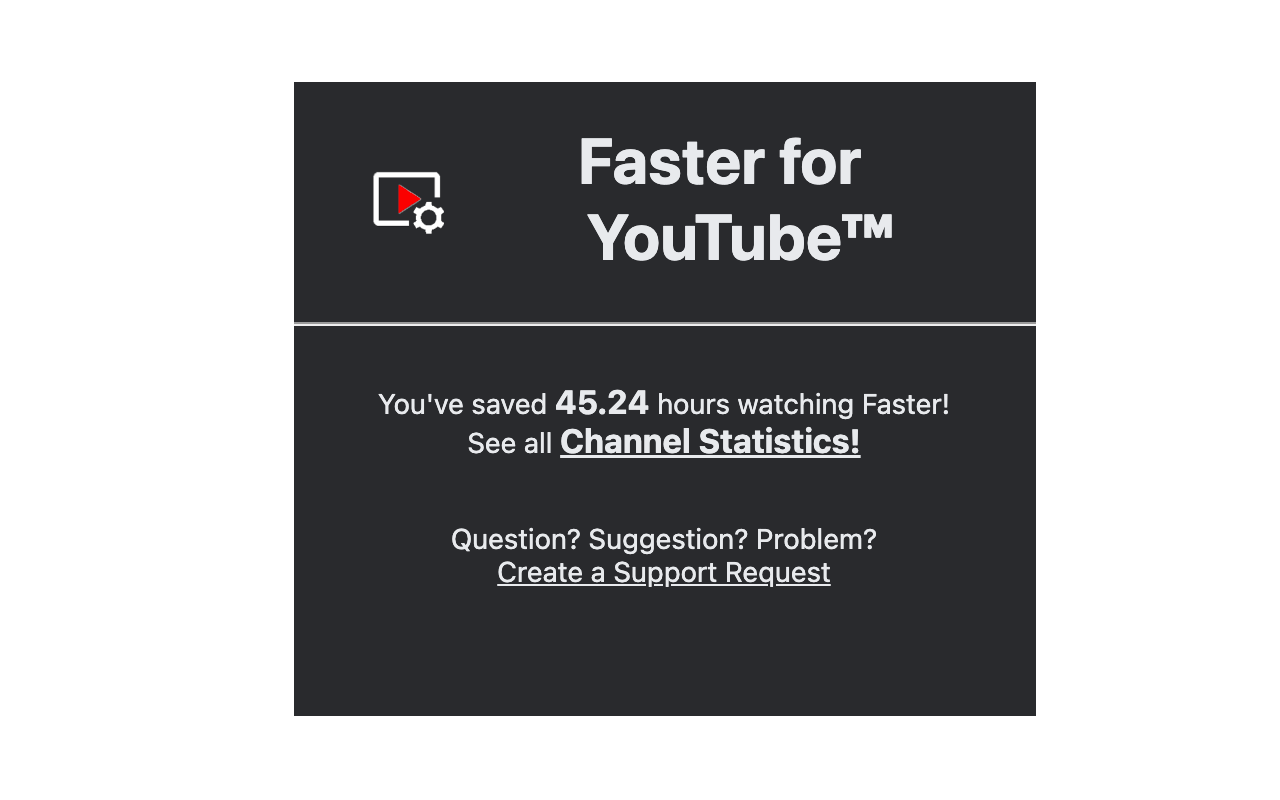 Faster for
YouTube™
You've saved 45.24 hours watching Faster!
See all Channel Statistics!
Question? Suggestion? Problem?
Create a Support Request